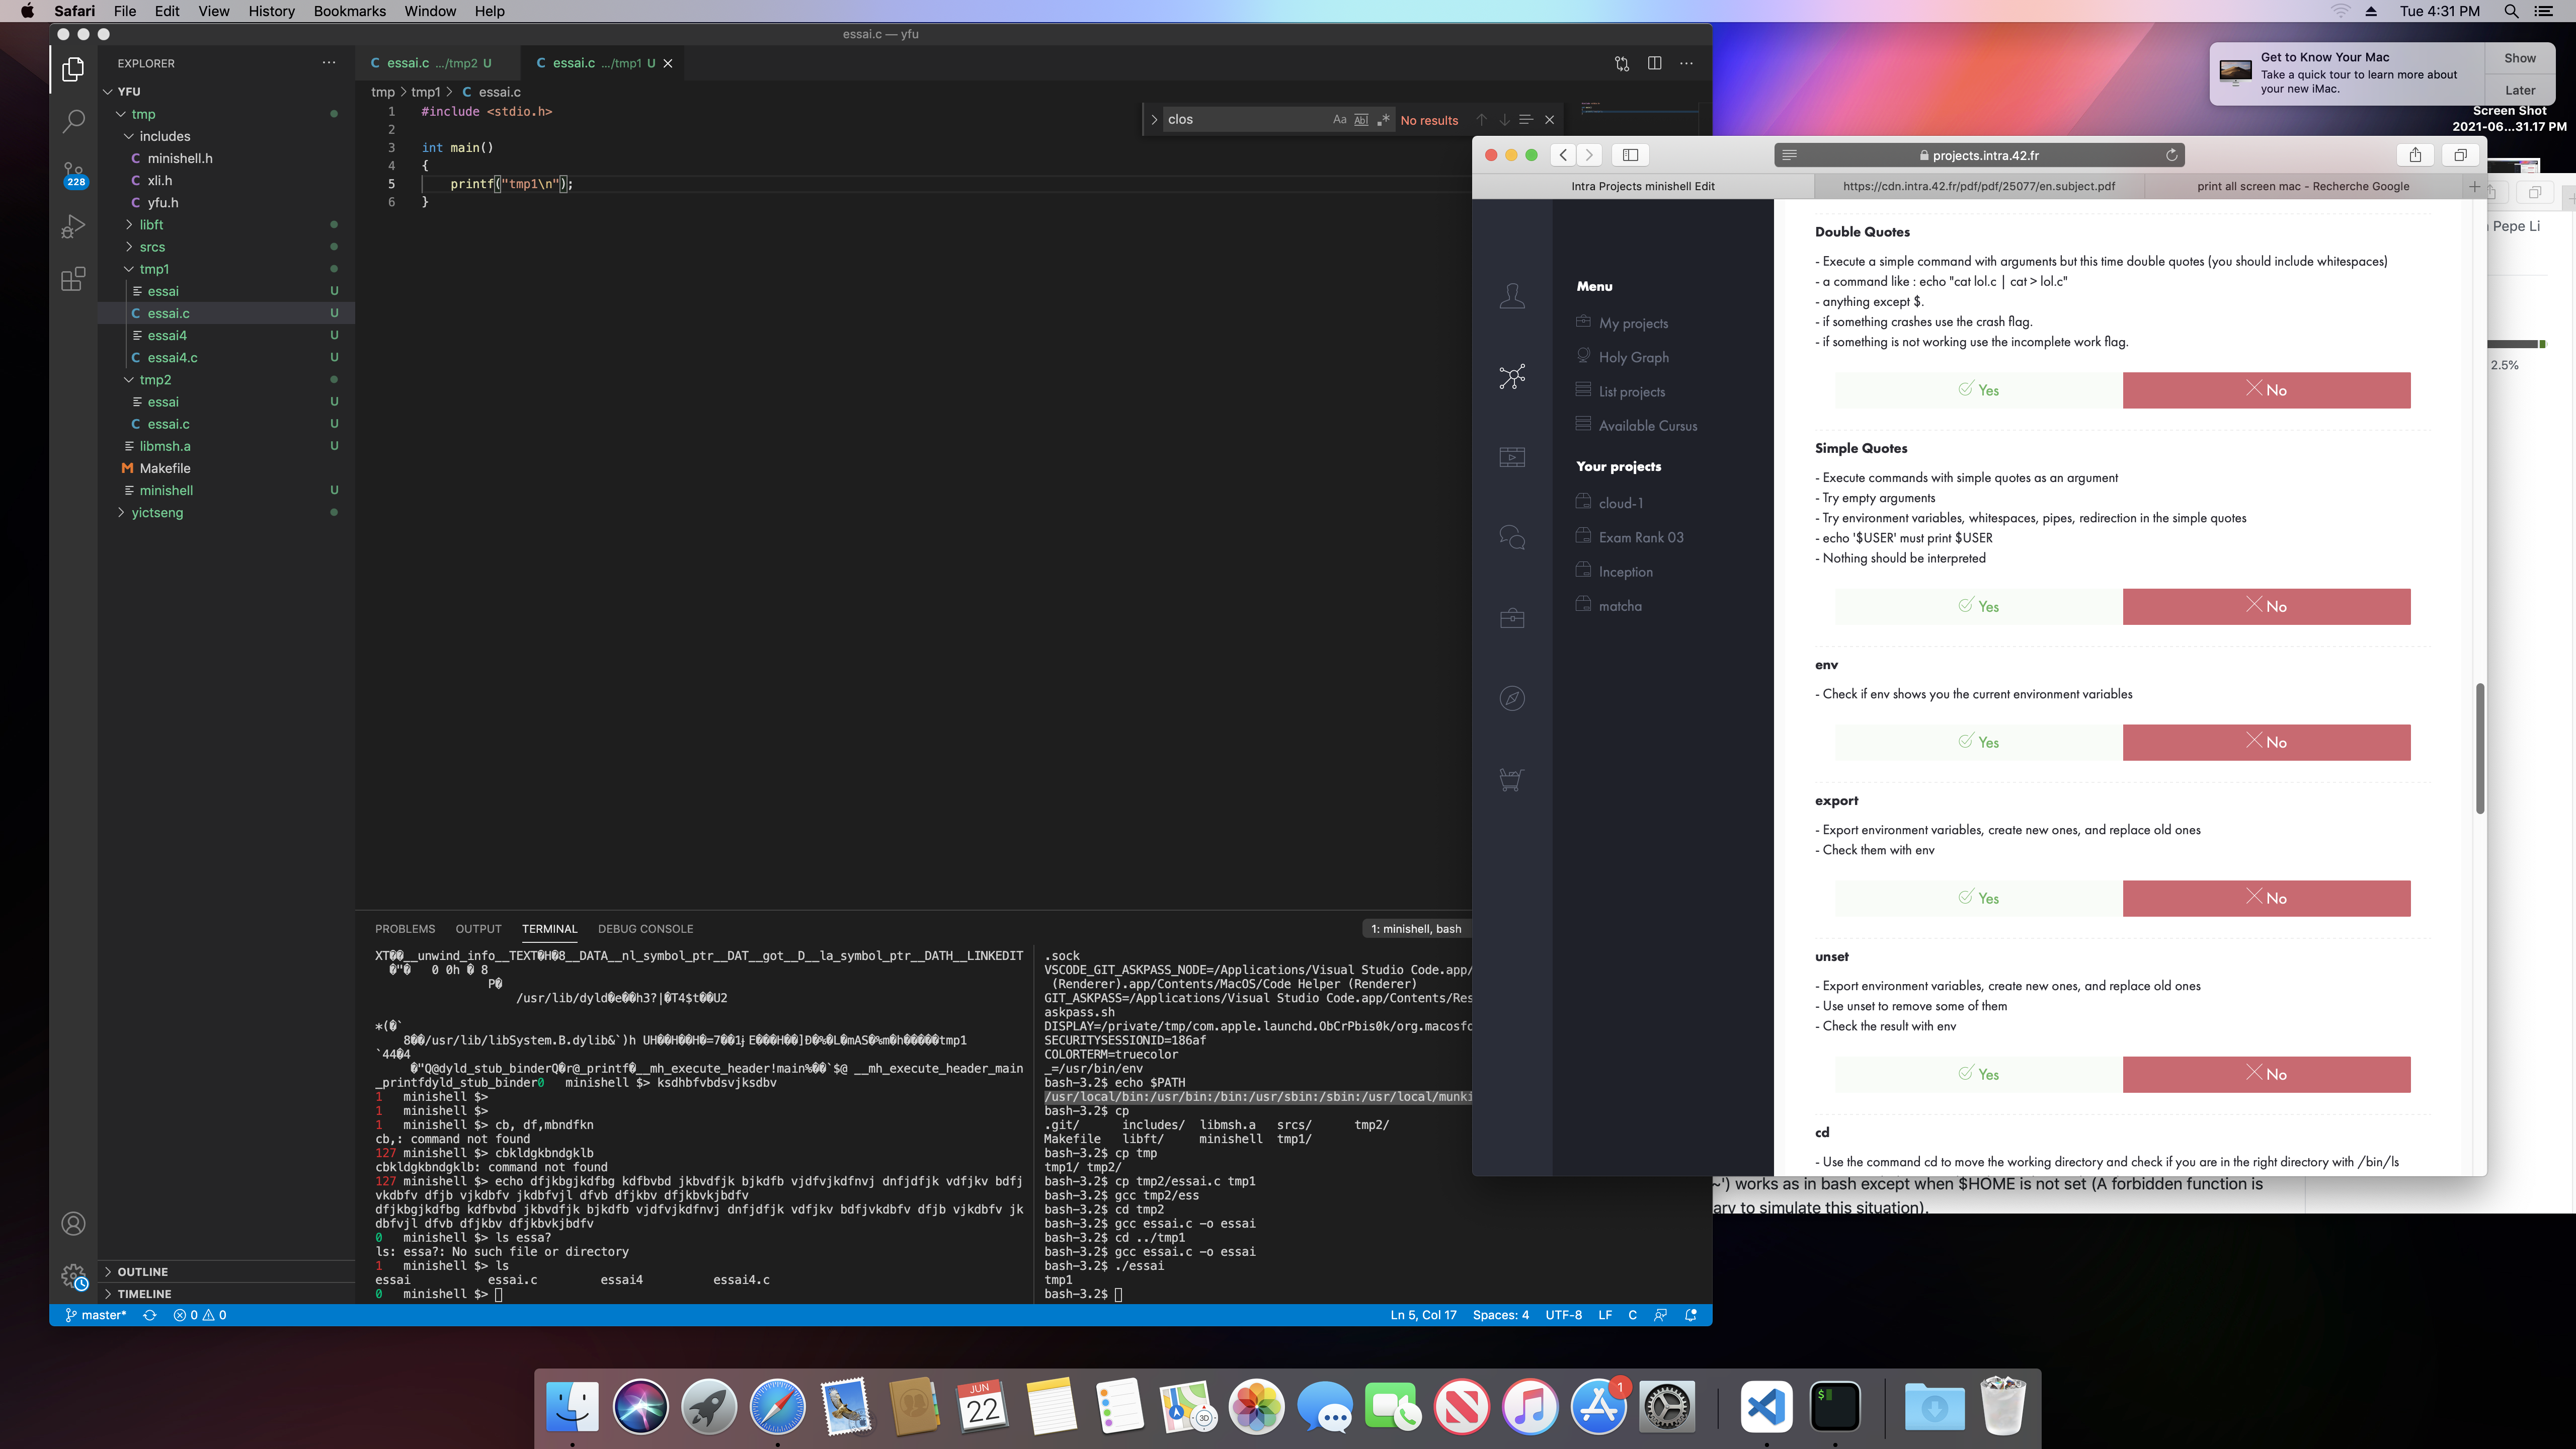 Safari File Edit View History Bookmarks Window Help
Tue 4:31 PM
essai.c — yfu
EXPLORER
YFU
tmp
includes
C minishell.h
C xli.h
C yfu.h
libft
srcs
tmp1
essai U
C essai.c U
essai4 U
C essai4.c U
tmp2
essai U
C essai.c U
libmsh.a U
M Makefile
minishell U
yictseng
228
OUTLINE
TIMELINE
C essai.c .../tmp2 U
C essai.c .../tmp1 U
tmp > tmp1 > C essai.c
1 #include <stdio.h>
2
3 int main()
4 {
5 printf("tmp1\n");
6 }
clos
Aa Abl .*
No results
PROBLEMS OUTPUT TERMINAL DEBUG CONSOLE
1: minishell, bash
XT��__unwind_info__TEXT�H�8__DATA__nl_symbol_ptr__DAT__got__D__la_symbol_ptr__DATH__LINKEDIT
�"� 0 0h � 8
P�
/usr/lib/dyld�e��h3?|�T4$t��U2
*(�`
8��/usr/lib/libSystem.B.dylib&`)h
`44�4
�"Q@dyld_stub_binderQ�r@_printf�__mh_execute_header!main%��`$@ __mh_execute_header_main
_printfdyld_stub_binder0 minishell $> ksdhbfvbdsvjksdbv
1 minishell $>
1 minishell $>
1 minishell $> cb, df,mbndfkn
cb,: command not found
127 minishell $> cbkldgkbndgklb
cbkldgkbndgklb: command not found
127 minishell $> echo dfjkbgjkdfbg kdfbvbd jkbvdfjk bjkdfb vjdfvjkdfnvj dnfjdfjk vdfjkv bdfj
vkdbfv dfjb vjkdbfv jkdbfvjl dfvb dfjkbv dfjkbvkjbdfv
dfjkbgjkdfbg kdfbvbd jkbvdfjk bjkdfb vjdfvjkdfnvj dnfjdfjk vdfjkv bdfjvkdbfv dfjb vjkdbfv jk
dbfvjl dfvb dfjkbv dfjkbvkjbdfv
0 minishell $> ls essa?
ls: essa?: No such file or directory
1 minishell $> ls
essai essai.c essai4 essai4.c
0 minishell $>
.sock
VSCODE_GIT_ASKPASS_NODE=/Applications/Visual Studio Code.app/
(Renderer).app/Contents/MacOS/Code Helper (Renderer)
GIT_ASKPASS=/Applications/Visual Studio Code.app/Contents/Res
askpass.sh
DISPLAY=/private/tmp/com.apple.launchd.ObCrPbis0k/org.macosfo
SECURITYSESSIONID=186af
COLORTERM=truecolor
_=/usr/bin/env
bash-3.2$ echo $PATH
/usr/local/bin:/usr/bin:/bin:/usr/sbin:/sbin:/usr/local/munki
bash-3.2$ cp
.git/ includes/ libmsh.a srcs/ tmp2/
Makefile libft/ minishell tmp1/
bash-3.2$ cp tmp
tmp1/ tmp2/
bash-3.2$ cp tmp2/essai.c tmp1
bash-3.2$ gcc tmp2/ess
bash-3.2$ cd tmp2
bash-3.2$ gcc essai.c -o essai
bash-3.2$ cd ../tmp1
bash-3.2$ gcc essai.c -o essai
bash-3.2$ ./essai
tmp1
bash-3.2$
master* 0 0
Ln 5, Col 17 Spaces: 4 UTF-8 LF C
Get to Know Your Mac
Take a quick tour to learn more about
your new iMac.
Show
Later
Screen Shot
2021-06...31.17 PM
projects.intra.42.fr
Intra Projects minishell Edit
https://cdn.intra.42.fr/pdf/pdf/25077/en.subject.pdf
print all screen mac - Recherche Google
Menu
My projects
Holy Graph
List projects
Available Cursus
Your projects
cloud-1
Exam Rank 03
Inception
matcha
Double Quotes
- Execute a simple command with arguments but this time double quotes (you should include whitespaces)
- a command like : echo "cat lol.c | cat > lol.c"
- anything except $.
- if something crashes use the crash flag.
- if something is not working use the incomplete work flag.
Yes No
Simple Quotes
- Execute commands with simple quotes as an argument
- Try empty arguments
- Try environment variables, whitespaces, pipes, redirection in the simple quotes
- echo '$USER' must print $USER
- Nothing should be interpreted
Yes No
env
- Check if env shows you the current environment variables
Yes No
export
- Export environment variables, create new ones, and replace old ones
- Check them with env
Yes No
unset
- Export environment variables, create new ones, and replace old ones
- Use unset to remove some of them
- Check the result with env
Yes No
cd
- Use the command cd to move the working directory and check if you are in the right directory with /bin/ls
Pepe Li
2.5%
~') works as in bash except when $HOME is not set (A forbidden function is
ary to simulate this situation).
JUN
22
3D
1
$